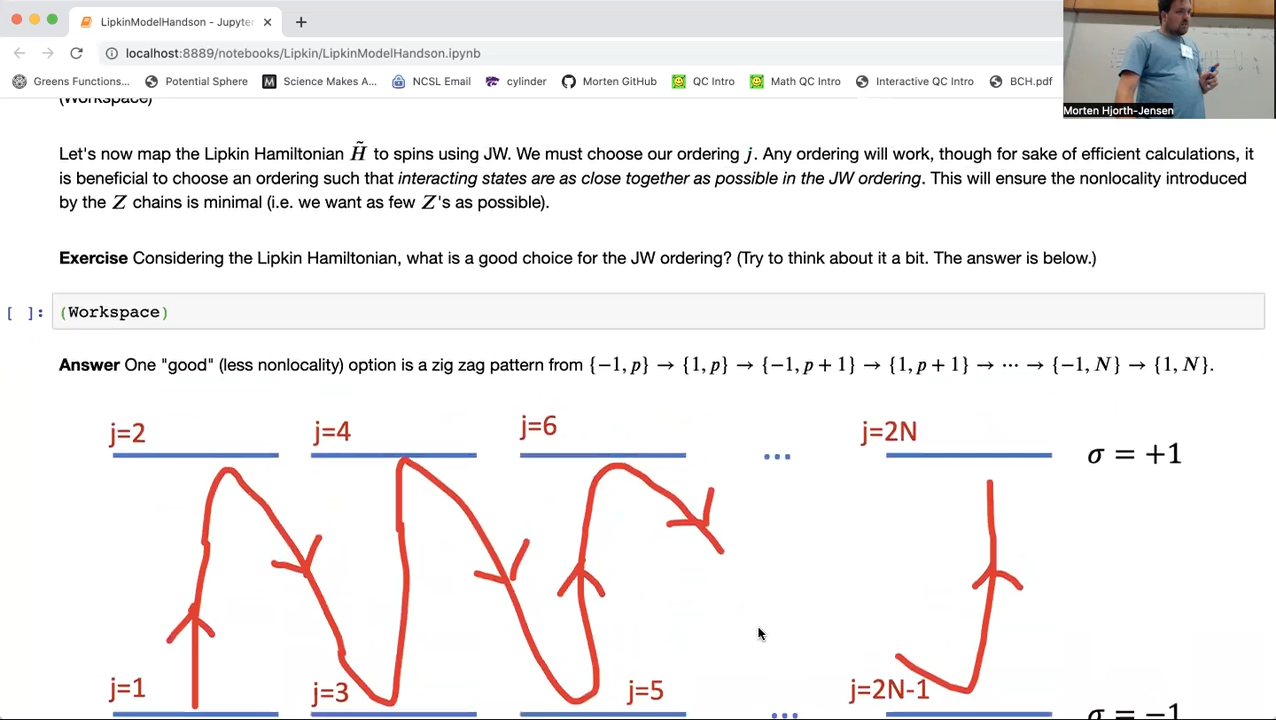 LipkinModelHandson - Jupyter
localhost:8889/notebooks/Lipkin/LipkinModelHandson.ipynb
Greens Functions... Potential Sphere Science Makes A... NCSL Email cylinder Morten GitHub QC Intro Math QC Intro Interactive QC Intro BCH.pdf
Morten Hjorth-Jensen
(Workspace)
Let's now map the Lipkin Hamiltonian H̃ to spins using JW. We must choose our ordering j. Any ordering will work, though for sake of efficient calculations, it
is beneficial to choose an ordering such that interacting states are as close together as possible in the JW ordering. This will ensure the nonlocality introduced
by the Z chains is minimal (i.e. we want as few Z's as possible).
Exercise Considering the Lipkin Hamiltonian, what is a good choice for the JW ordering? (Try to think about it a bit. The answer is below.)
[ ]: (Workspace)
Answer One "good" (less nonlocality) option is a zig zag pattern from {−1, p} → {1, p} → {−1, p + 1} → {1, p + 1} → ⋯ → {−1, N} → {1, N}.
j=2 j=4 j=6 j=2N
... σ = +1
j=1 j=3 j=5 j=2N-1
... σ = −1